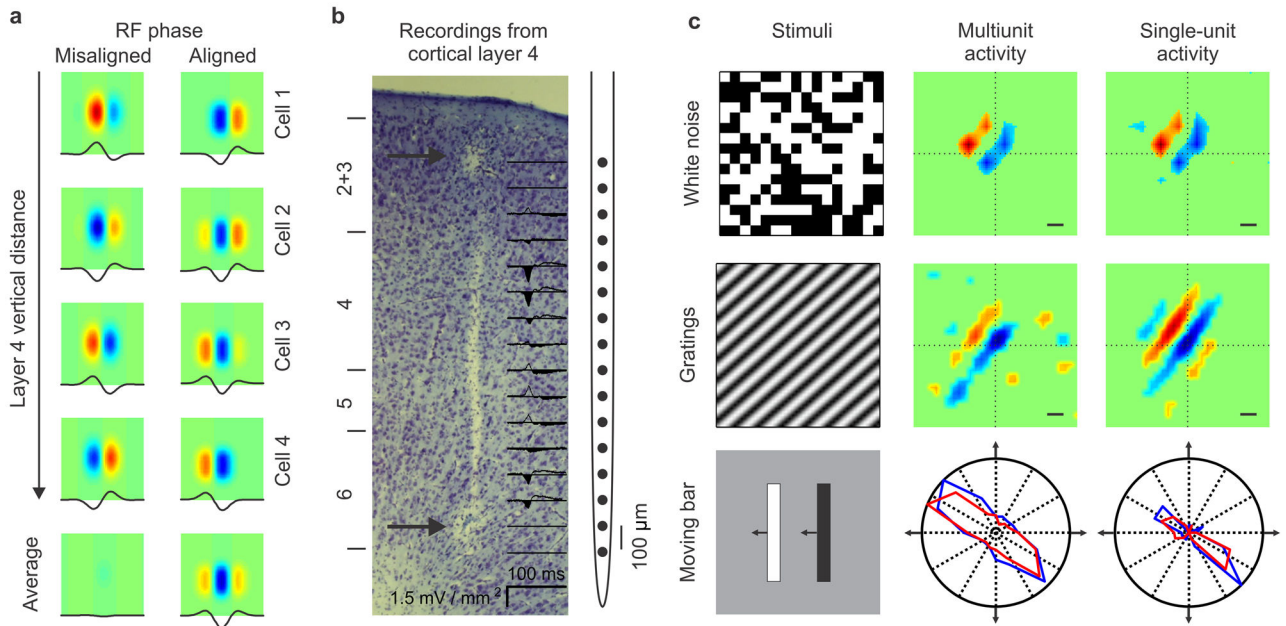 a
RF phase
Misaligned
Aligned
Layer 4 vertical distance
Cell 1
Cell 2
Cell 3
Cell 4
Average
b
Recordings from
cortical layer 4
2+3
4
5
6
100 ms
1.5 mV / mm 2
100 µm
c
Stimuli
Multiunit
activity
Single-unit
activity
White noise
Gratings
Moving bar